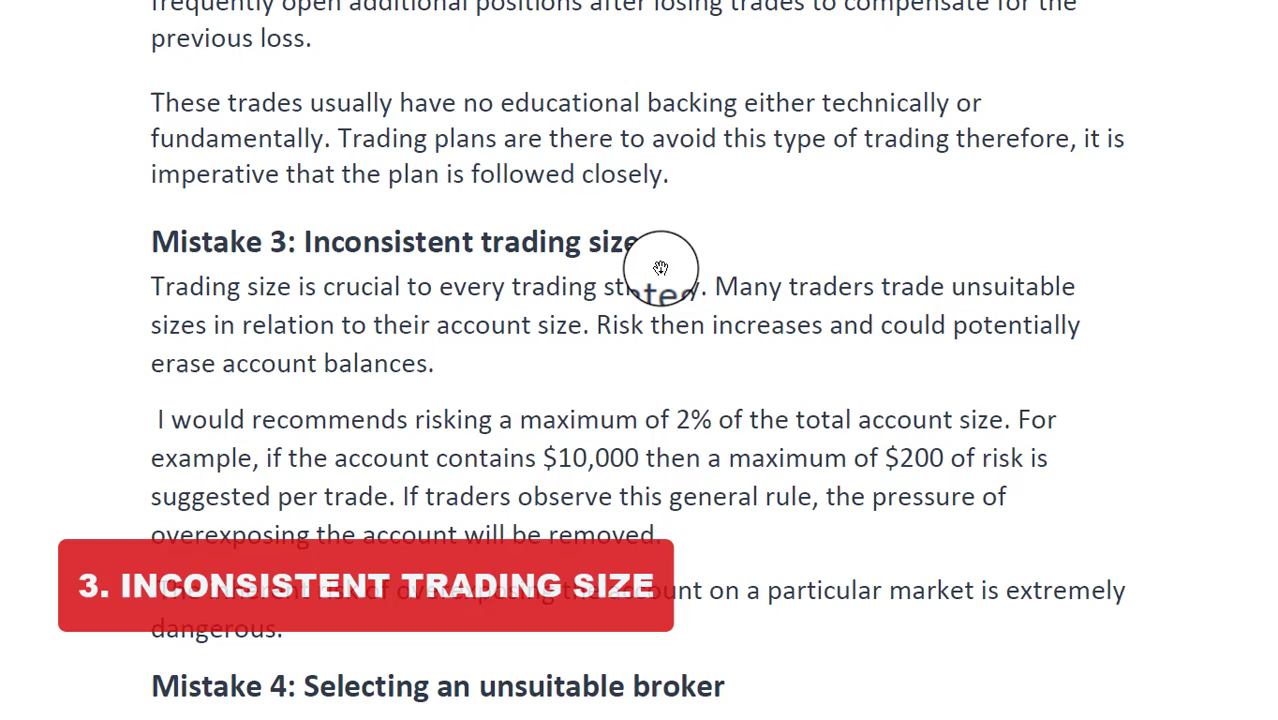 frequently open additional positions after losing trades to compensate for the
previous loss.
These trades usually have no educational backing either technically or
fundamentally. Trading plans are there to avoid this type of trading therefore, it is
imperative that the plan is followed closely.
Mistake 3: Inconsistent trading size
Trading size is crucial to every trading strategy. Many traders trade unsuitable
sizes in relation to their account size. Risk then increases and could potentially
erase account balances.
I would recommends risking a maximum of 2% of the total account size. For
example, if the account contains $10,000 then a maximum of $200 of risk is
suggested per trade. If traders observe this general rule, the pressure of
overexposing the account will be removed.
3. INCONSISTENT TRADING SIZE
of overexposing the account on a particular market is extremely
dangerous.
Mistake 4: Selecting an unsuitable broker